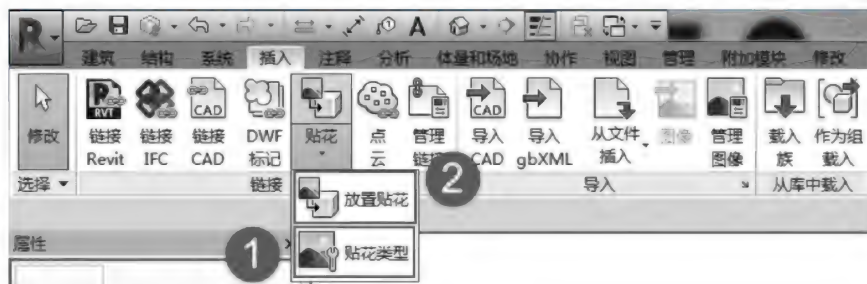 建筑 结构 系统 插入 注释 分析 体量和场地 协作 视图 管理 附加模块 修改
修改 链接 链接 链接 DWF 贴花 点 管理 导入 导入 从文件 图像 管理 载入 作为组
Revit IFC CAD 标记 云 链接 CAD gbXML 插入 图像 族 载入
选择 链接 导入 从库中载入
放置贴花
2
属性
1
贴花类型